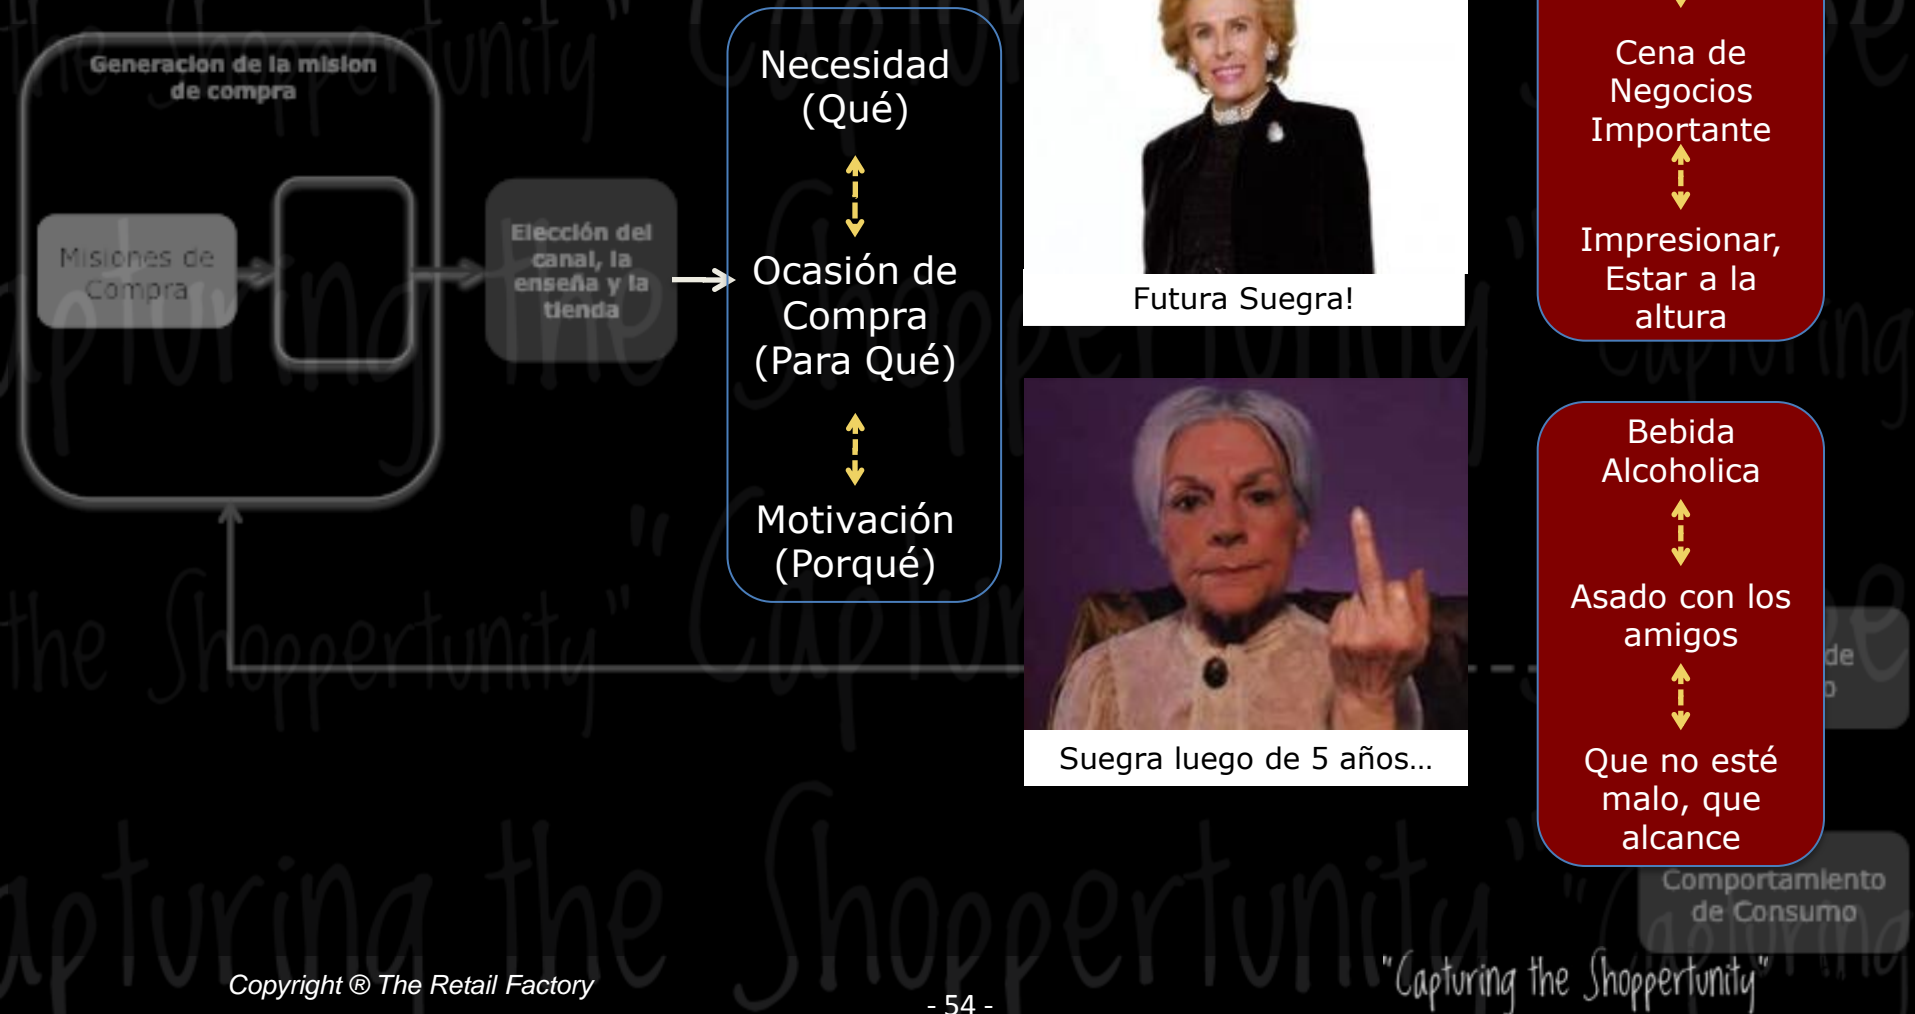 Generacion de la mision
de compra
Misiones de
Compra
Elección del
canal, la
enseña y la
tienda
Necesidad
(Qué)
Ocasión de
Compra
(Para Qué)
Motivación
(Porqué)
Futura Suegra!
Suegra luego de 5 años...
Cena de
Negocios
Importante
Impresionar,
Estar a la
altura
Bebida
Alcoholica
Asado con los
amigos
Que no esté
malo, que
alcance
de
Comportamiento
de Consumo
Copyright ® The Retail Factory
- 54 -
"Capturing the Shoppertunity"